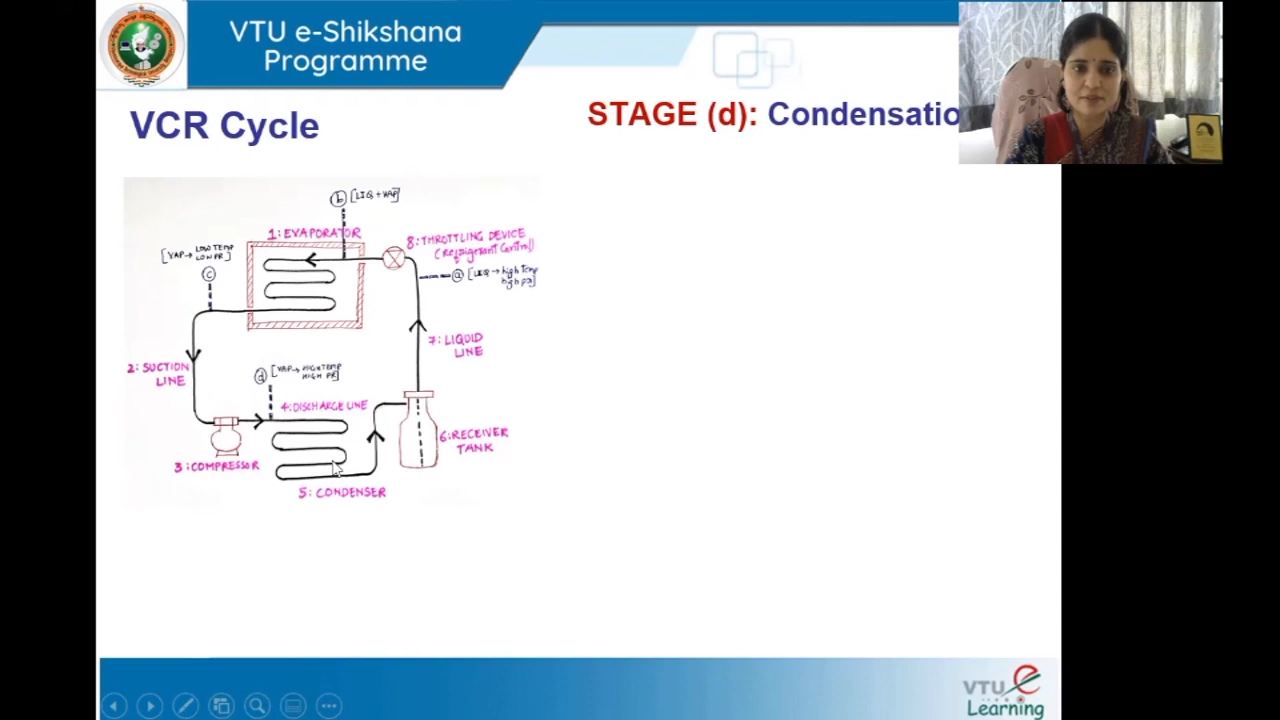 VTU e-Shikshana
Programme
VCR Cycle
STAGE (d): Condensatio
b [LIQ + VAP]
1: EVAPORATOR
8: THROTTLING DEVICE
(Refrigerant Control)
[VAP→ LOW TEMP
LOW PR]
c
a [LIQ → high Temp
high pr]
7: LIQUID
LINE
2: SUCTION
LINE
d [VAP→ HIGH TEMP
HIGH PR]
4: DISCHARGE LINE
6: RECEIVER
TANK
3: COMPRESSOR
5: CONDENSER
VTU e
Learning